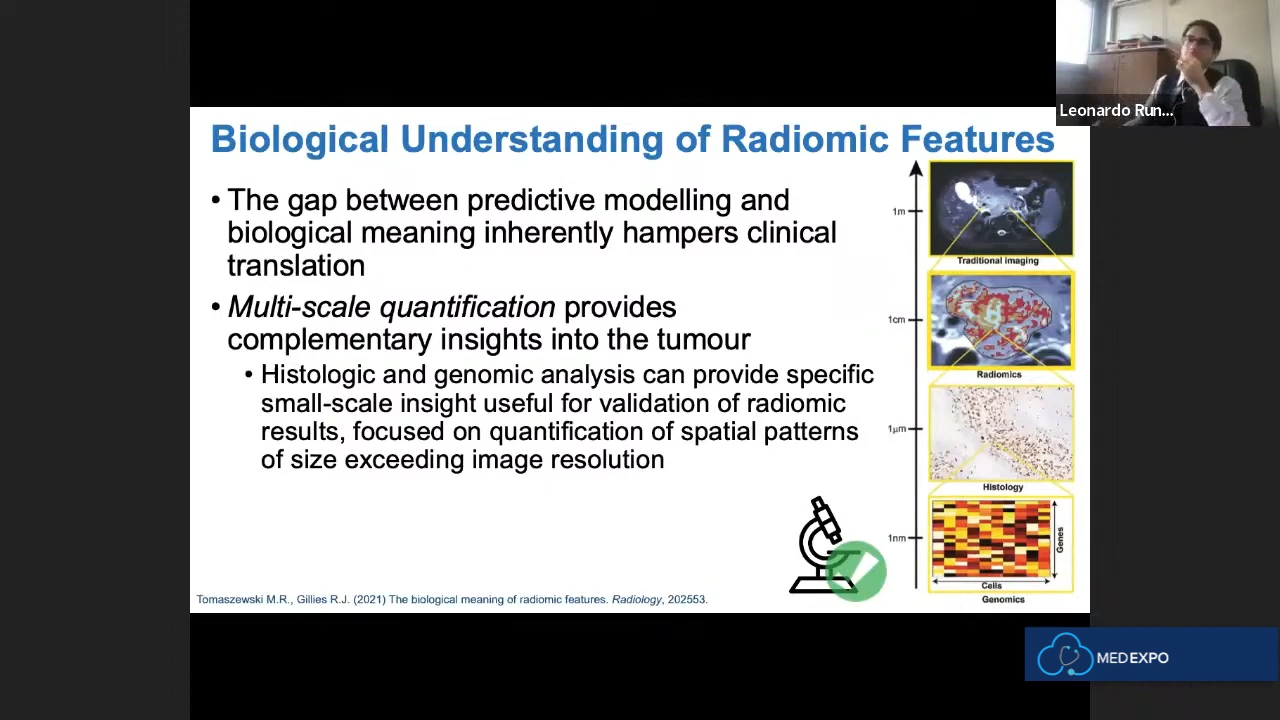 Leonardo Run...
Biological Understanding of Radiomic Features
• The gap between predictive modelling and
biological meaning inherently hampers clinical
translation
• Multi-scale quantification provides
complementary insights into the tumour
• Histologic and genomic analysis can provide specific
small-scale insight useful for validation of radiomic
results, focused on quantification of spatial patterns
of size exceeding image resolution
1m
Traditional imaging
1cm
Radiomics
1µm
Histology
1nm
Genes
Cells
Genomics
Tomaszewski M.R., Gillies R.J. (2021) The biological meaning of radiomic features. Radiology, 202553.
MEDEXPO